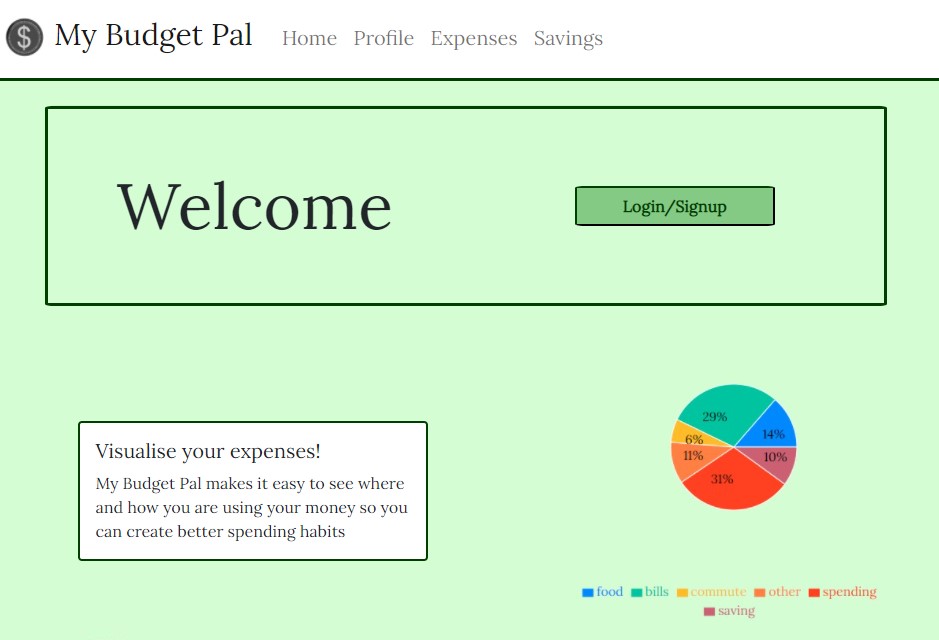 $ My Budget Pal Home Profile Expenses Savings
Welcome
Login/Signup
Visualise your expenses!
My Budget Pal makes it easy to see where
and how you are using your money so you
can create better spending habits
29%
14%
6%
11%
10%
31%
food bills commute other spending
saving